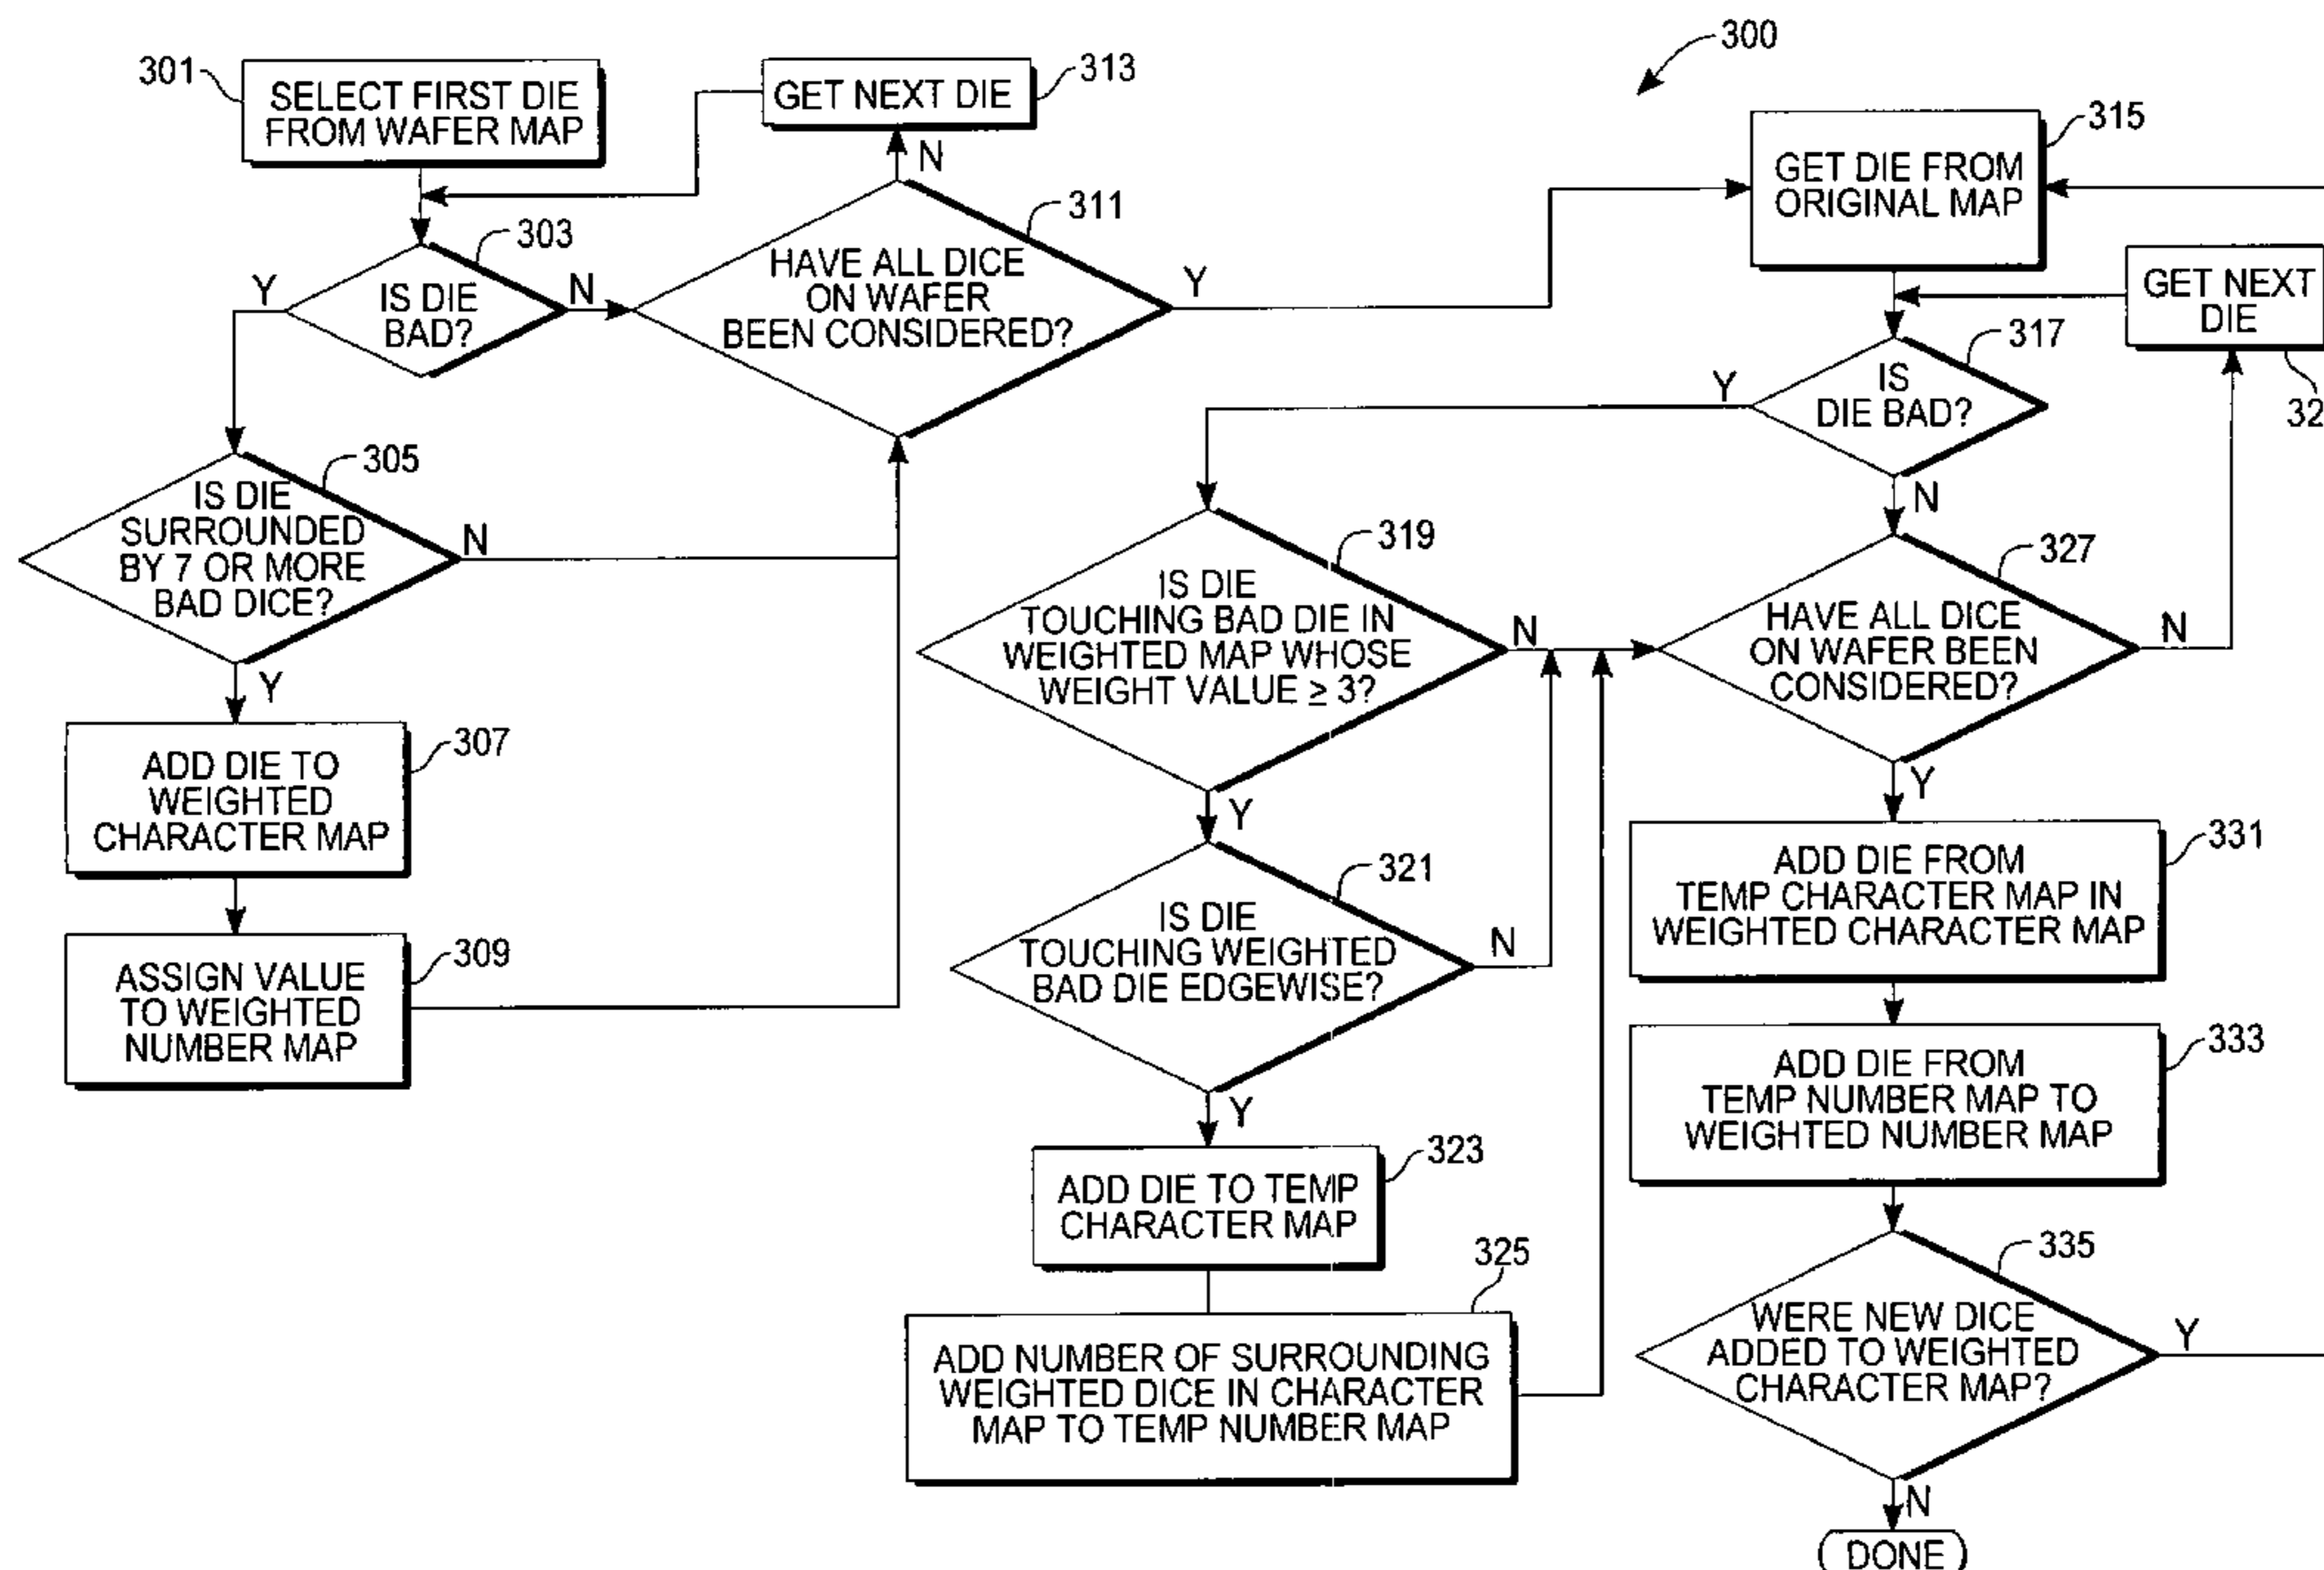 300
301
SELECT FIRST DIE
FROM WAFER MAP
GET NEXT DIE
313
N
303
IS DIE
BAD?
Y
N
311
HAVE ALL DICE
ON WAFER
BEEN CONSIDERED?
Y
305
IS DIE
SURROUNDED
BY 7 OR MORE
BAD DICE?
N
Y
307
ADD DIE TO
WEIGHTED
CHARACTER MAP
309
ASSIGN VALUE
TO WEIGHTED
NUMBER MAP
315
GET DIE FROM
ORIGINAL MAP
GET NEXT
DIE
32
317
IS
DIE BAD?
Y
N
319
IS DIE
TOUCHING BAD DIE IN
WEIGHTED MAP WHOSE
WEIGHT VALUE ≥ 3?
N
Y
321
IS DIE
TOUCHING WEIGHTED
BAD DIE EDGEWISE?
N
Y
323
ADD DIE TO TEMP
CHARACTER MAP
325
ADD NUMBER OF SURROUNDING
WEIGHTED DICE IN CHARACTER
MAP TO TEMP NUMBER MAP
327
HAVE ALL DICE
ON WAFER BEEN
CONSIDERED?
N
Y
331
ADD DIE FROM
TEMP CHARACTER MAP IN
WEIGHTED CHARACTER MAP
333
ADD DIE FROM
TEMP NUMBER MAP TO
WEIGHTED NUMBER MAP
335
WERE NEW DICE
ADDED TO WEIGHTED
CHARACTER MAP?
Y
N
DONE